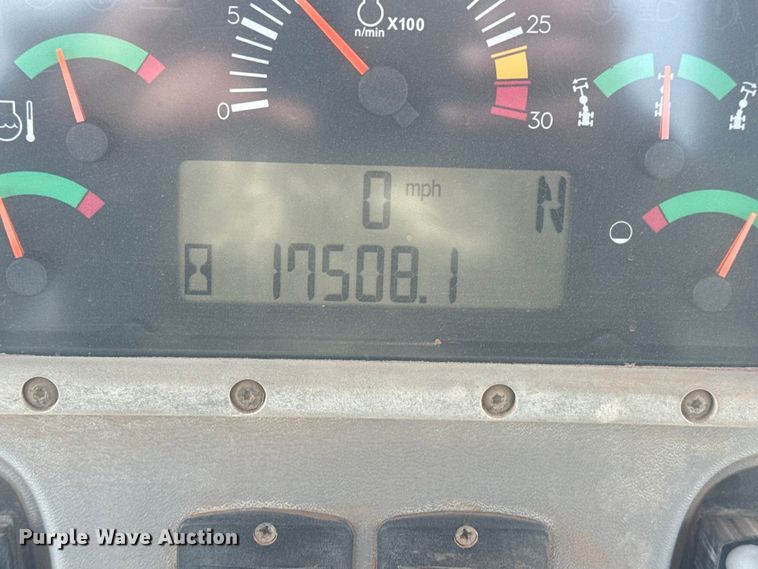 5
n/min X100
25
0
30
0 mph N
17508.1
Purple Wave Auction